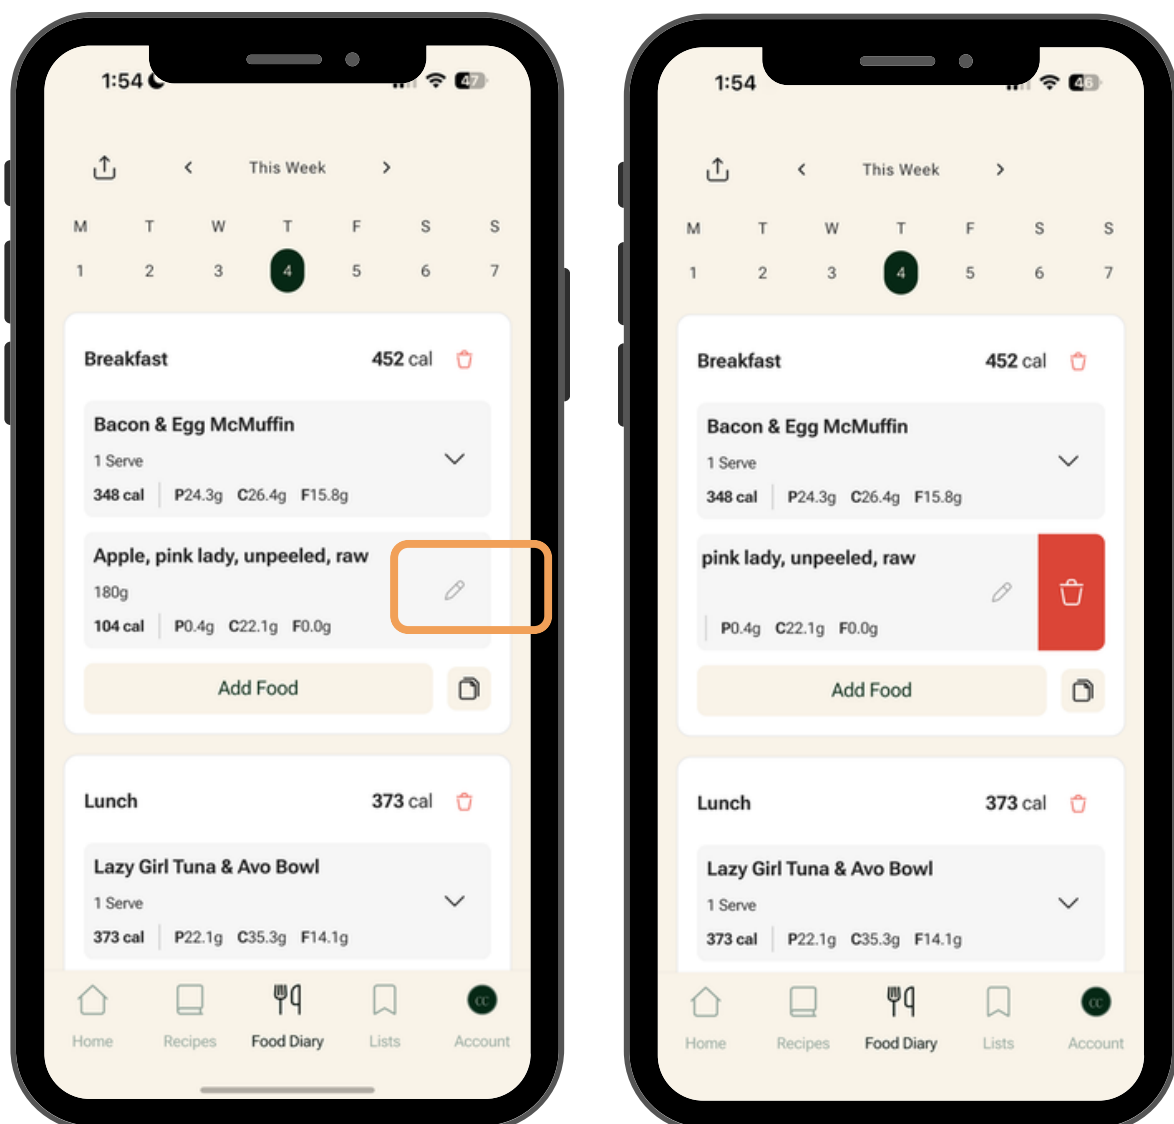 1:54
47
This Week
M T W T F S S
1 2 3 4 5 6 7
Breakfast 452 cal
Bacon & Egg McMuffin
1 Serve
348 cal P24.3g C26.4g F15.8g
Apple, pink lady, unpeeled, raw
180g
104 cal P0.4g C22.1g F0.0g
Add Food
Lunch 373 cal
Lazy Girl Tuna & Avo Bowl
1 Serve
373 cal P22.1g C35.3g F14.1g
CC
Home Recipes Food Diary Lists Account
1:54
46
This Week
M T W T F S S
1 2 3 4 5 6 7
Breakfast 452 cal
Bacon & Egg McMuffin
1 Serve
348 cal P24.3g C26.4g F15.8g
pink lady, unpeeled, raw
P0.4g C22.1g F0.0g
Add Food
Lunch 373 cal
Lazy Girl Tuna & Avo Bowl
1 Serve
373 cal P22.1g C35.3g F14.1g
CC
Home Recipes Food Diary Lists Account